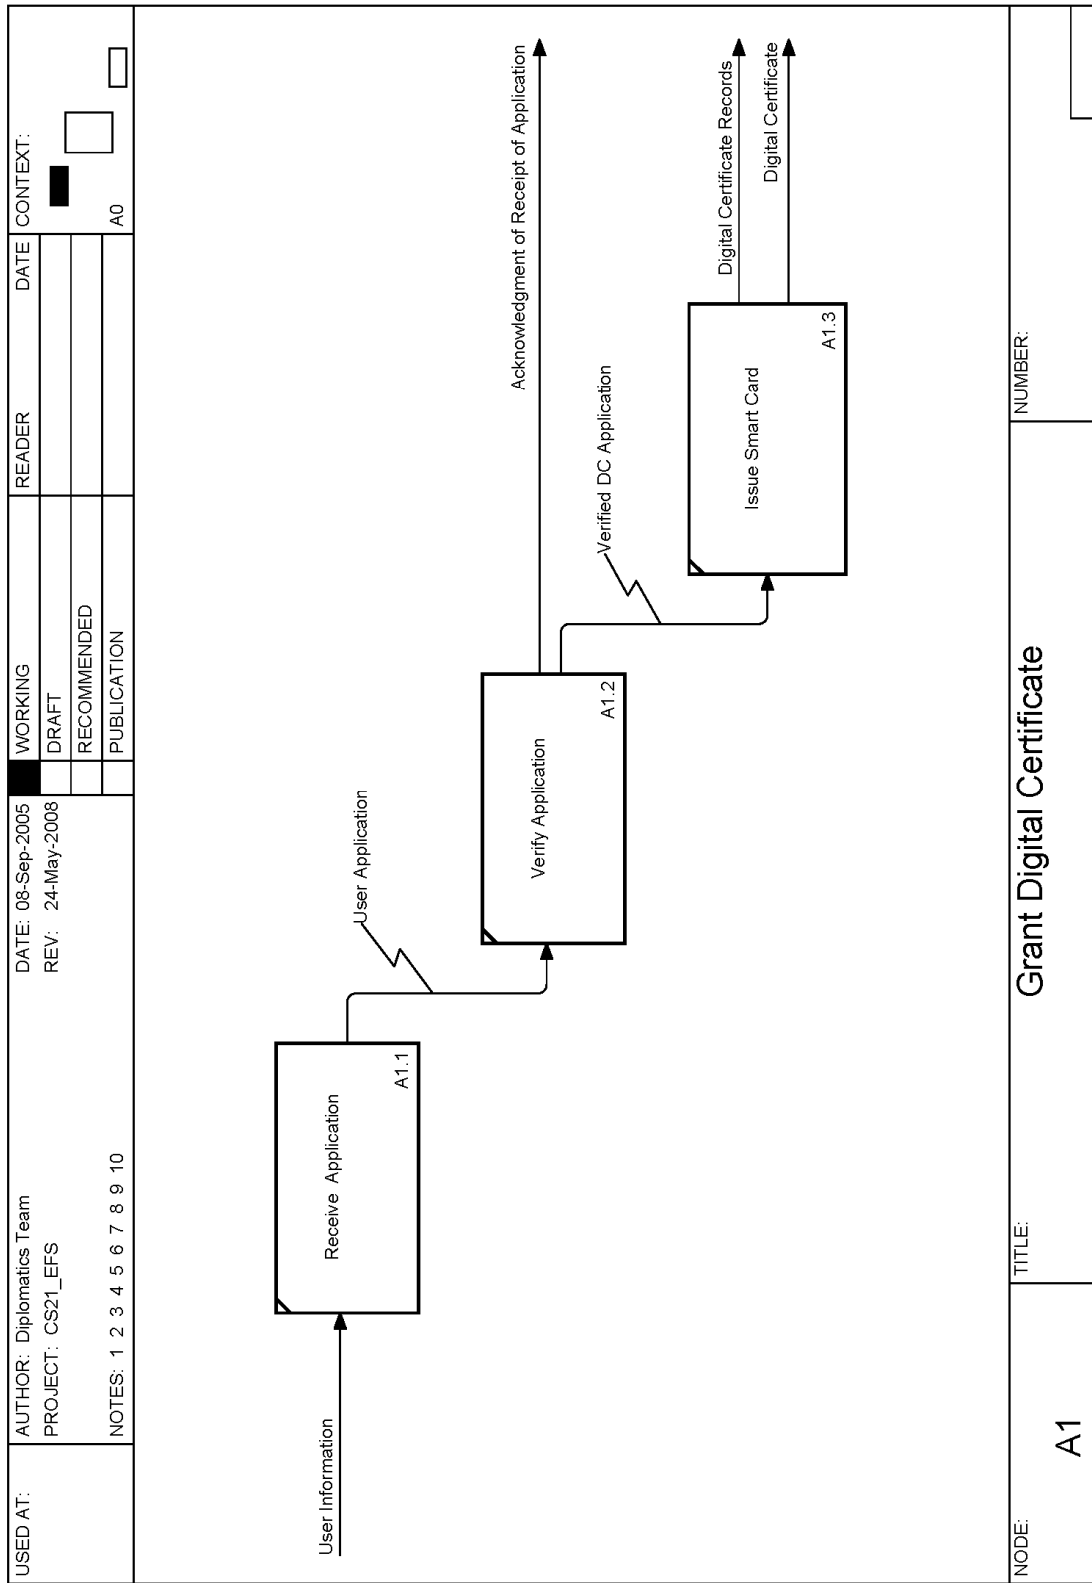 USED AT:
AUTHOR: Diplomatics Team
PROJECT: CS21_EFS
NOTES: 1 2 3 4 5 6 7 8 9 10
DATE: 08-Sep-2005
REV: 24-May-2008
WORKING
DRAFT
RECOMMENDED
PUBLICATION
READER
DATE
CONTEXT:
A0
User Information
Receive Application
A1.1
User Application
Verify Application
A1.2
Acknowledgment of Receipt of Application
Verified DC Application
Issue Smart Card
A1.3
Digital Certificate Records
Digital Certificate
NODE:
A1
TITLE:
Grant Digital Certificate
NUMBER: